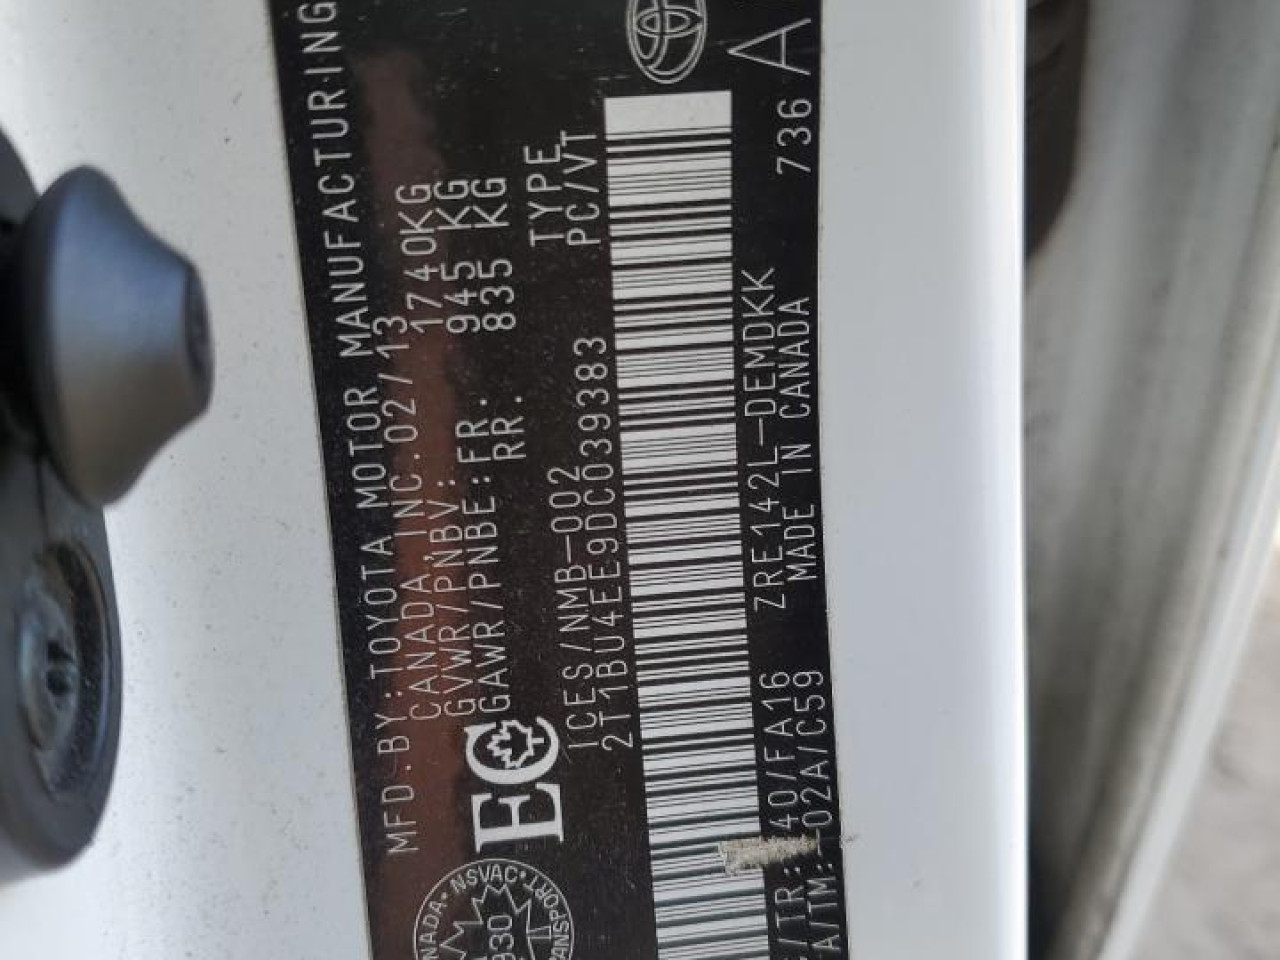 MFD.BY:TOYOTA MOTOR MANUFACTURING
CANADA INC.02/13
GVWR/PNBV: 1740KG
GAWR/PNBE:FR. 945 KG
RR. 835 KG
EC
ICES/NMB-002
TYPE
2T1BU4EE9DC039383 PC/VT
NSVAC
930
40/FA16 ZRE142L-DEMDKK
02A/C59 MADE IN CANADA 736 A